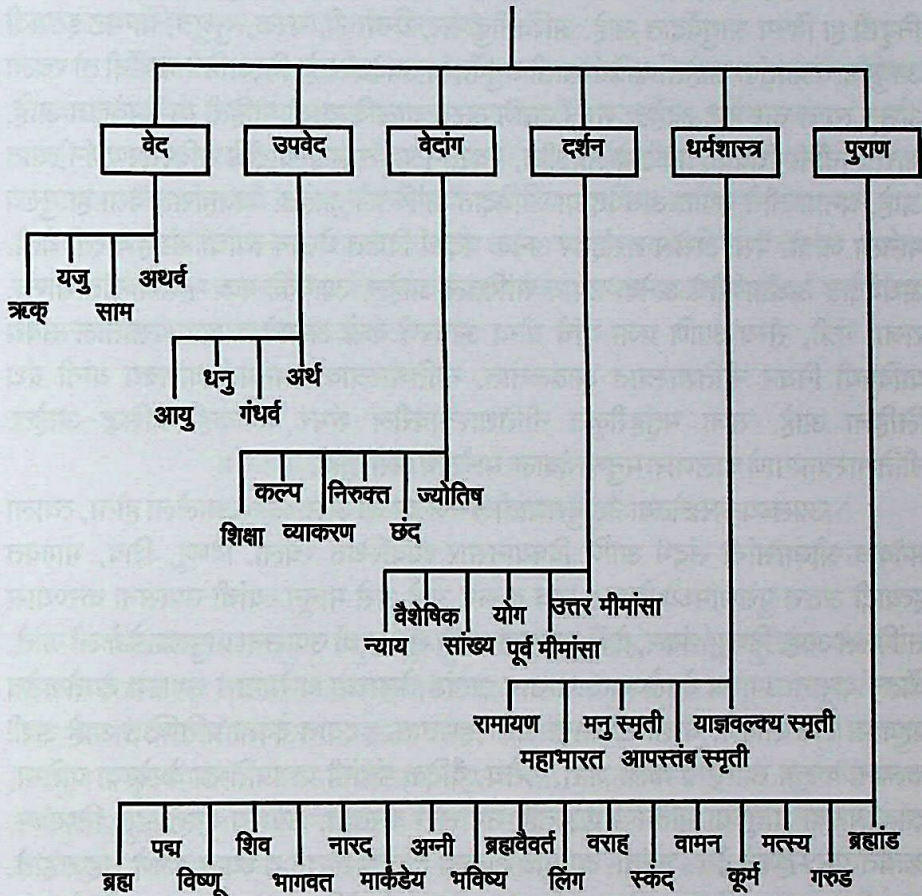 वेद उपवेद वेदांग दर्शन धर्मशास्त्र पुराण
यजु अथर्व
ऋक् साम
धनु अर्थ
आयु गंधर्व
कल्प निरुक्त ज्योतिष
शिक्षा व्याकरण छंद
वैशेषिक योग उत्तर मीमांसा
न्याय सांख्य पूर्व मीमांसा
रामायण मनु स्मृती याज्ञवल्क्य स्मृती
महाभारत आपस्तंब स्मृती
पद्म शिव नारद अग्नी ब्रह्मवैवर्त वराह वामन मत्स्य ब्रह्मांड
ब्रह्म विष्णू भागवत मार्कंडेय भविष्य लिंग स्कंद कुर्म गरुड